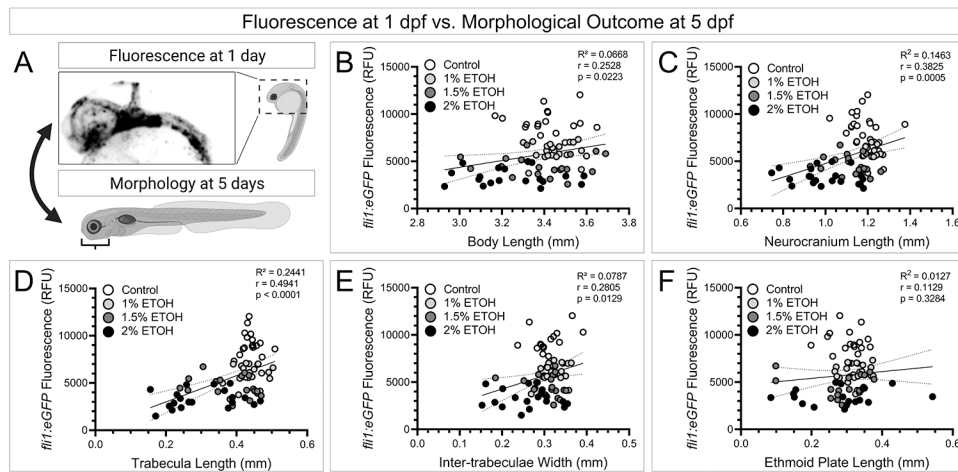 Fluorescence at 1 dpf vs. Morphological Outcome at 5 dpf
A
Fluorescence at 1 day
Morphology at 5 days
B
R² = 0.0668
r = 0.2528
p = 0.0223
Control
1% ETOH
1.5% ETOH
2% ETOH
fli1:eGFP Fluorescence (RFU)
15000
10000
5000
0
2.8 3.0 3.2 3.4 3.6 3.8
Body Length (mm)
C
R² = 0.1463
r = 0.3825
p = 0.0005
Control
1% ETOH
1.5% ETOH
2% ETOH
fli1:eGFP Fluorescence (RFU)
15000
10000
5000
0
0.6 0.8 1.0 1.2 1.4 1.6
Neurocranium Length (mm)
D
R² = 0.2441
r = 0.4941
p < 0.0001
Control
1% ETOH
1.5% ETOH
2% ETOH
fli1:eGFP Fluorescence (RFU)
15000
10000
5000
0
0.0 0.2 0.4 0.6
Trabecula Length (mm)
E
R² = 0.0787
r = 0.2805
p = 0.0129
Control
1% ETOH
1.5% ETOH
2% ETOH
fli1:eGFP Fluorescence (RFU)
15000
10000
5000
0
0.0 0.1 0.2 0.3 0.4 0.5
Inter-trabeculae Width (mm)
F
R² = 0.0127
r = 0.1129
p = 0.3284
Control
1% ETOH
1.5% ETOH
2% ETOH
fli1:eGFP Fluorescence (RFU)
15000
10000
5000
0
0.0 0.2 0.4 0.6
Ethmoid Plate Length (mm)